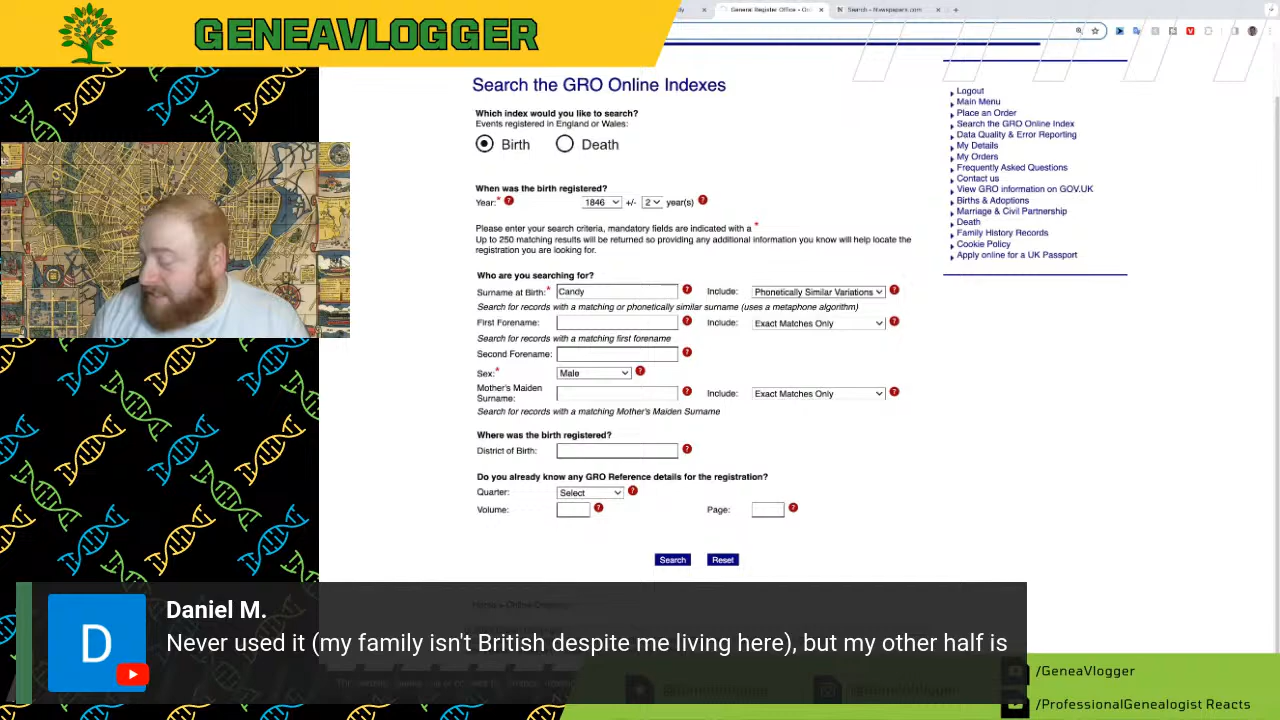 GENEAVLOGGER
General Register Office - On
Search - Newspapers.com
Search the GRO Online Indexes
Which index would you like to search?
Events registered in England or Wales:
Birth
Death
When was the birth registered?
Year:* 1846 +/- 2 year(s)
Please enter your search criteria, mandatory fields are indicated with a *
Up to 250 matching results will be returned so providing any additional information you know will help locate the
registration you are looking for.
Who are you searching for?
Surname at Birth:* Candy Include: Phonetically Similar Variations
Search for records with a matching or phonetically similar surname (uses a metaphone algorithm)
First Forename: Include: Exact Matches Only
Search for records with a matching first forename
Second Forename:
Sex:* Male
Mother's Maiden
Surname: Include: Exact Matches Only
Search for records with a matching Mother's Maiden Surname
Where was the birth registered?
District of Birth:
Do you already know any GRO Reference details for the registration?
Quarter: Select
Volume: Page:
Search Reset
Logout
Main Menu
Place an Order
Search the GRO Online Index
Data Quality & Error Reporting
My Details
My Orders
Frequently Asked Questions
Contact us
View GRO information on GOV.UK
Births & Adoptions
Marriage & Civil Partnership
Death
Family History Records
Cookie Policy
Apply online for a UK Passport
D
Daniel M.
Never used it (my family isn't British despite me living here), but my other half is
/GeneaVlogger
/ProfessionalGenealogist Reacts